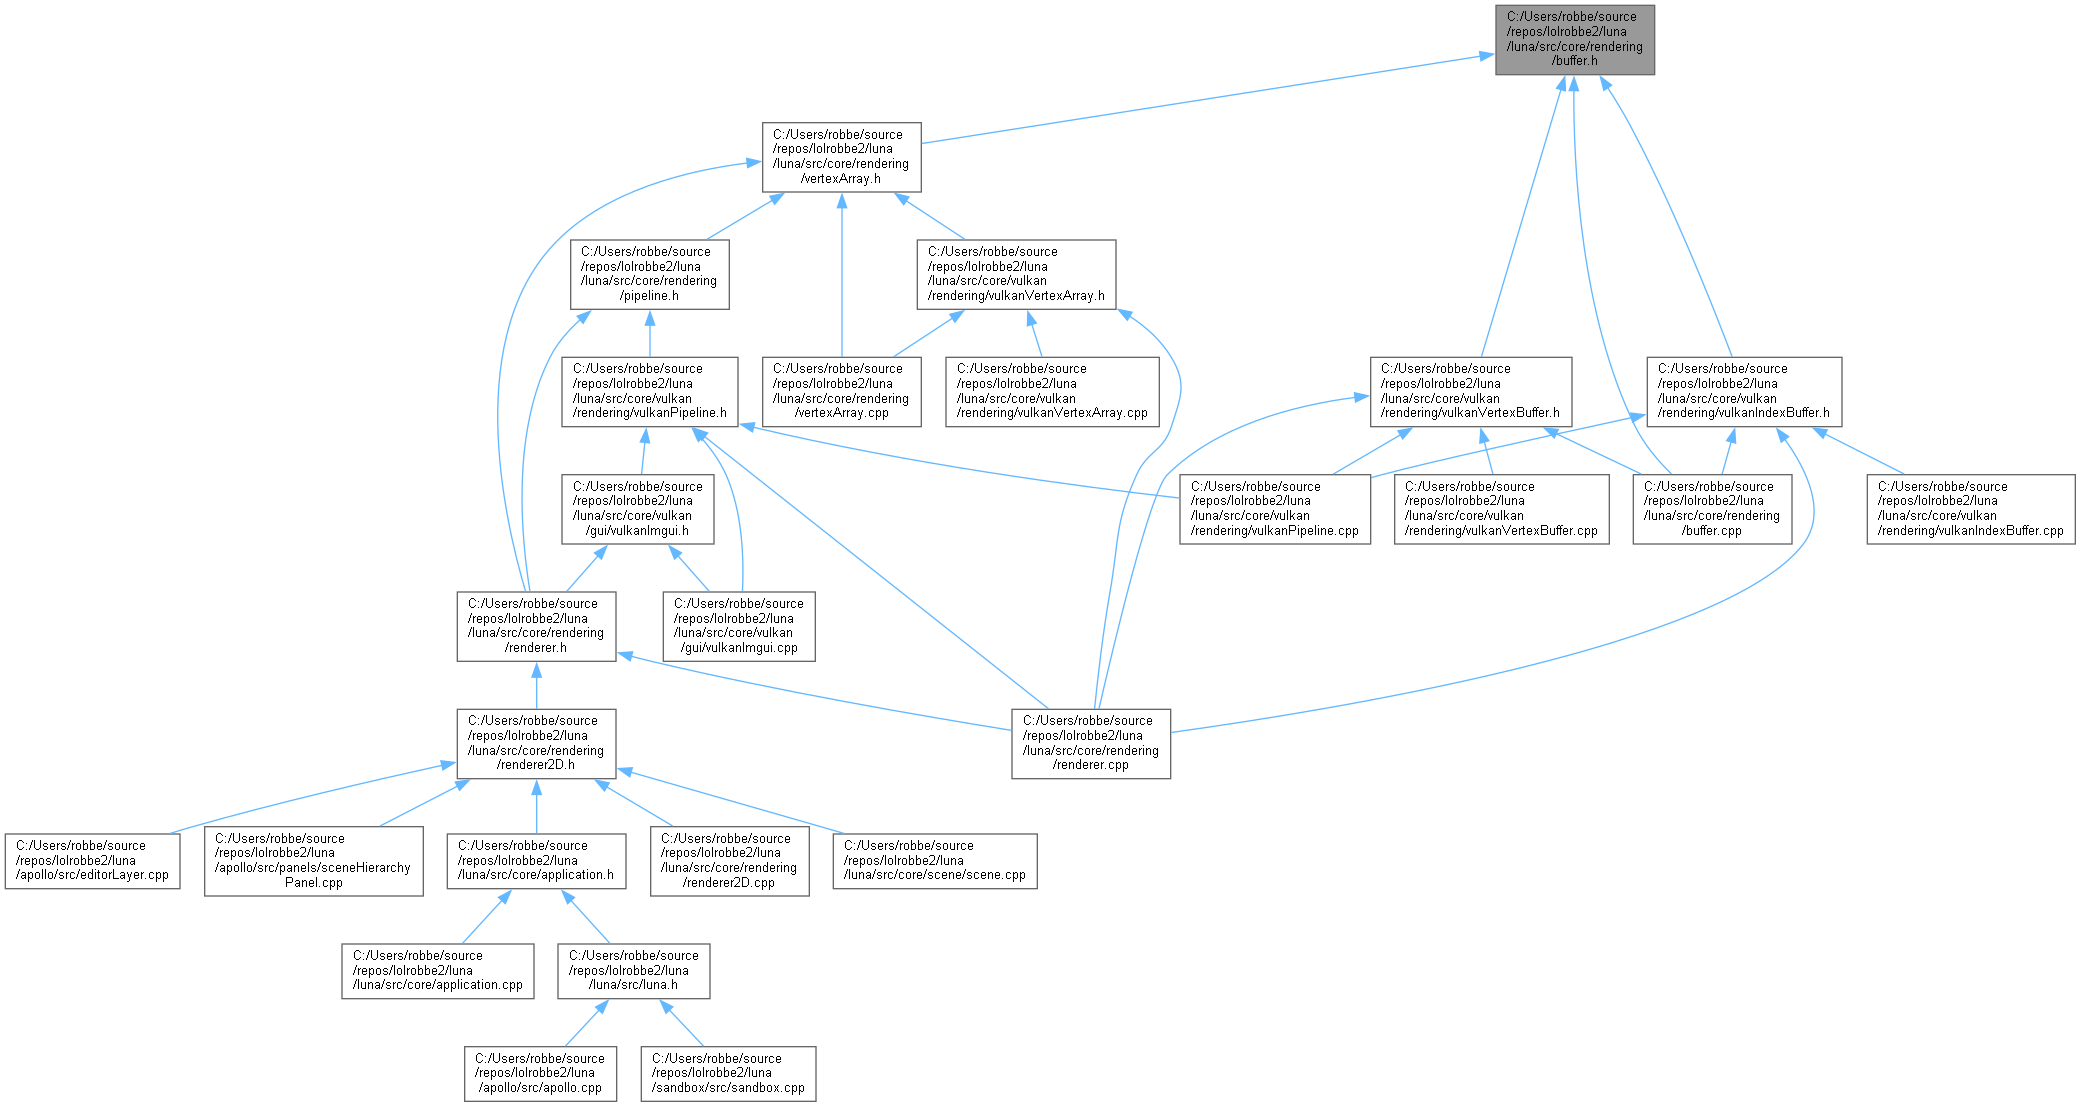 C:/Users/robbe/source
/repos/lolrobbe2/luna
/luna/src/core/rendering
/buffer.h
C:/Users/robbe/source
/repos/lolrobbe2/luna
/luna/src/core/rendering
/vertexArray.h
C:/Users/robbe/source
/repos/lolrobbe2/luna
/luna/src/core/rendering
/pipeline.h
C:/Users/robbe/source
/repos/lolrobbe2/luna
/luna/src/core/vulkan
/rendering/vulkanVertexArray.h
C:/Users/robbe/source
/repos/lolrobbe2/luna
/luna/src/core/vulkan
/rendering/vulkanPipeline.h
C:/Users/robbe/source
/repos/lolrobbe2/luna
/luna/src/core/rendering
/vertexArray.cpp
C:/Users/robbe/source
/repos/lolrobbe2/luna
/luna/src/core/vulkan
/rendering/vulkanVertexArray.cpp
C:/Users/robbe/source
/repos/lolrobbe2/luna
/luna/src/core/vulkan
/rendering/vulkanVertexBuffer.h
C:/Users/robbe/source
/repos/lolrobbe2/luna
/luna/src/core/vulkan
/rendering/vulkanIndexBuffer.h
C:/Users/robbe/source
/repos/lolrobbe2/luna
/luna/src/core/vulkan
/gui/vulkanImgui.h
C:/Users/robbe/source
/repos/lolrobbe2/luna
/luna/src/core/vulkan
/rendering/vulkanPipeline.cpp
C:/Users/robbe/source
/repos/lolrobbe2/luna
/luna/src/core/vulkan
/rendering/vulkanVertexBuffer.cpp
C:/Users/robbe/source
/repos/lolrobbe2/luna
/luna/src/core/rendering
/buffer.cpp
C:/Users/robbe/source
/repos/lolrobbe2/luna
/luna/src/core/vulkan
/rendering/vulkanIndexBuffer.cpp
C:/Users/robbe/source
/repos/lolrobbe2/luna
/luna/src/core/rendering
/renderer.h
C:/Users/robbe/source
/repos/lolrobbe2/luna
/luna/src/core/vulkan
/gui/vulkanImgui.cpp
C:/Users/robbe/source
/repos/lolrobbe2/luna
/luna/src/core/rendering
/renderer2D.h
C:/Users/robbe/source
/repos/lolrobbe2/luna
/luna/src/core/rendering
/renderer.cpp
C:/Users/robbe/source
/repos/lolrobbe2/luna
/apollo/src/editorLayer.cpp
C:/Users/robbe/source
/repos/lolrobbe2/luna
/apollo/src/panels/sceneHierarchy
Panel.cpp
C:/Users/robbe/source
/repos/lolrobbe2/luna
/luna/src/core/application.h
C:/Users/robbe/source
/repos/lolrobbe2/luna
/luna/src/core/rendering
/renderer2D.cpp
C:/Users/robbe/source
/repos/lolrobbe2/luna
/luna/src/core/scene/scene.cpp
C:/Users/robbe/source
/repos/lolrobbe2/luna
/luna/src/core/application.cpp
C:/Users/robbe/source
/repos/lolrobbe2/luna
/luna/src/luna.h
C:/Users/robbe/source
/repos/lolrobbe2/luna
/apollo/src/apollo.cpp
C:/Users/robbe/source
/repos/lolrobbe2/luna
/sandbox/src/sandbox.cpp